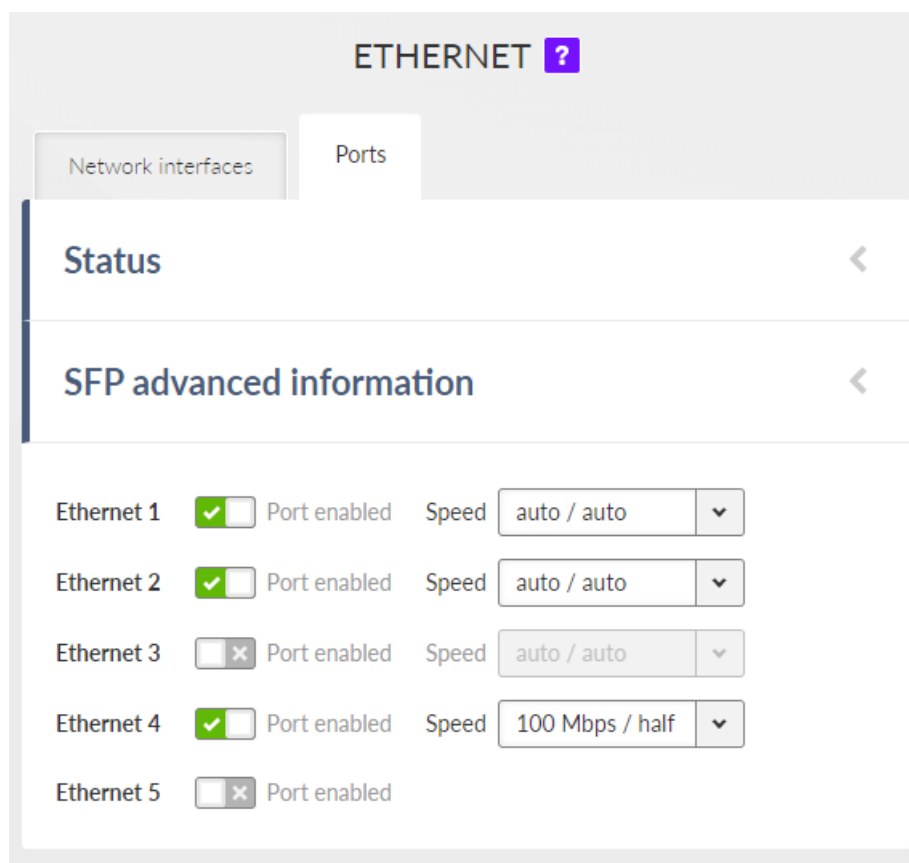 ETHERNET ?
Network interfaces Ports
Status
SFP advanced information
Ethernet 1 Port enabled Speed auto / auto
Ethernet 2 Port enabled Speed auto / auto
Ethernet 3 Port enabled Speed auto / auto
Ethernet 4 Port enabled Speed 100 Mbps / half
Ethernet 5 Port enabled